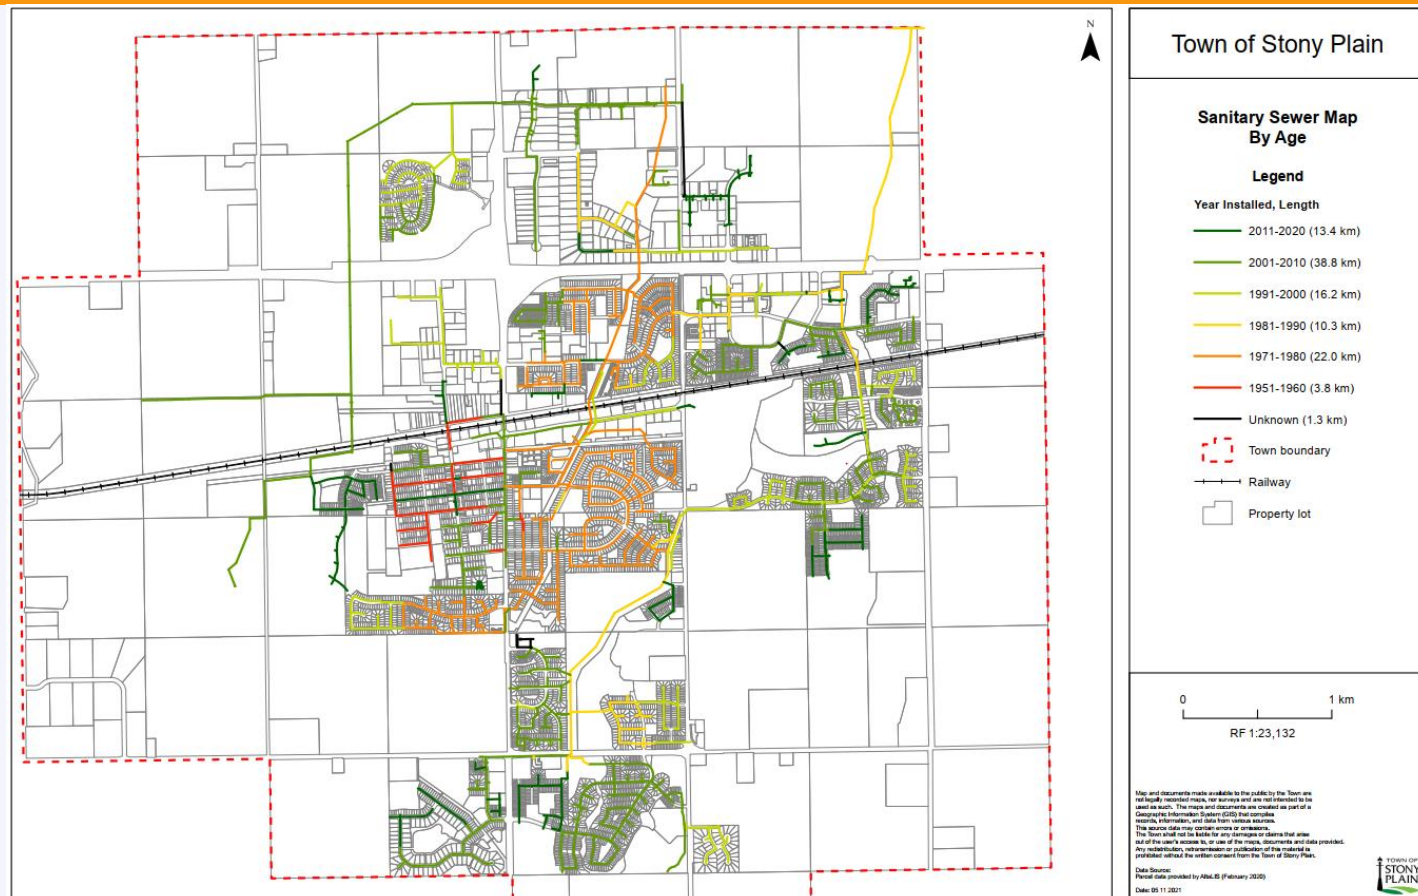 N
Town of Stony Plain
Sanitary Sewer Map
By Age
Legend
Year Installed, Length
2011-2020 (13.4 km)
2001-2010 (38.8 km)
1991-2000 (16.2 km)
1981-1990 (10.3 km)
1971-1980 (22.0 km)
1951-1960 (3.8 km)
Unknown (1.3 km)
Town boundary
Railway
Property lot
0 1 km
RF 1:23,132
Map and documents made available to the public by the Town are
not legally recorded maps, nor surveys and are not intended to be
used as such. The maps and documents are created as part of a
Geographic Information System (GIS) that compiles
records, information, and data from various sources.
This source data may contain errors or omissions.
The Town shall not be liable for any damages or claims that arise
out of the user's access to, or use of the maps, documents and data provided.
Any redistribution, retransmission or publication of this material is
prohibited without the written consent from the Town of Stony Plain.
Data Source:
Parcel data provided by AltaLIS (February 2020)
Date: 05 11 2021
TOWN OF
STONY
PLAIN